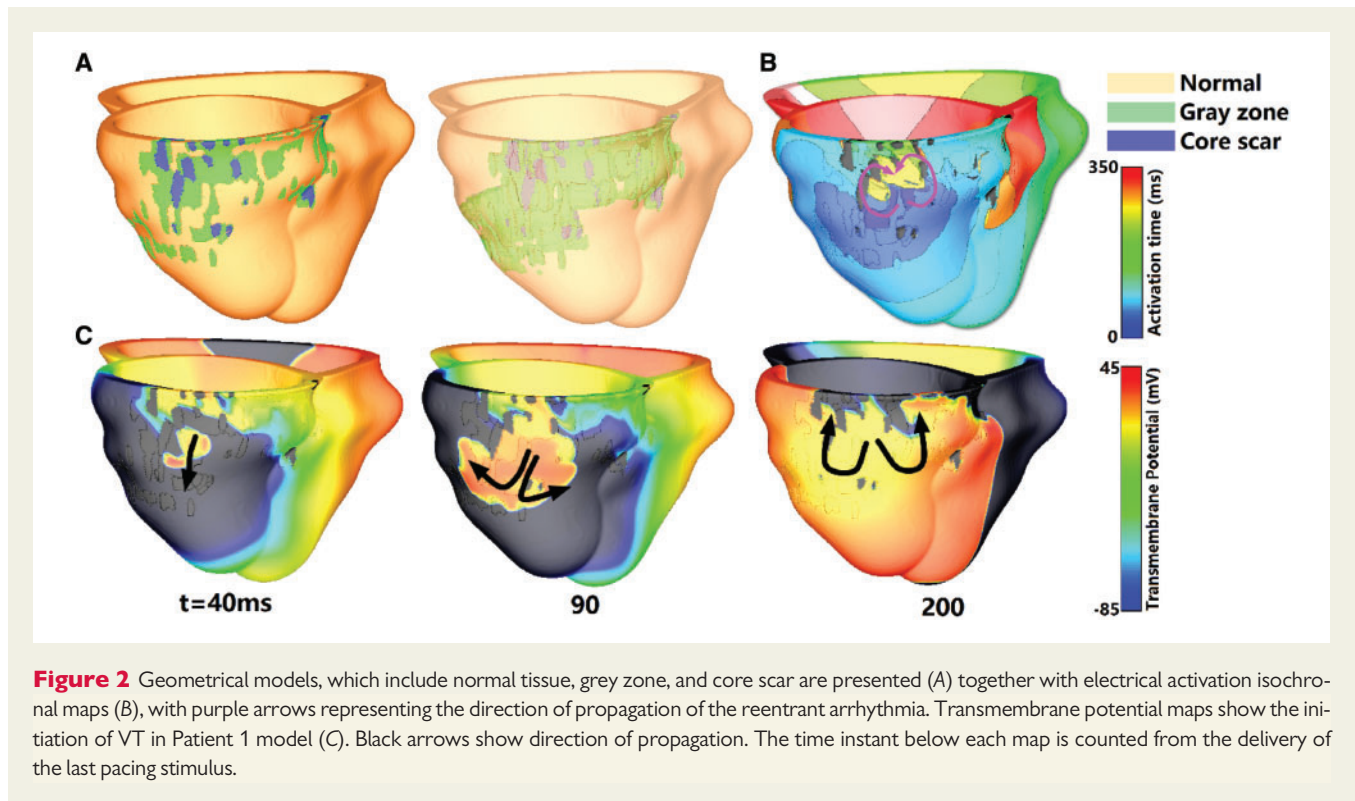 A
B
Normal
Gray zone
Core scar
350
Activation time (ms)
0
C
45
Transmembrane Potential (mV)
-85
t=40ms
90
200
Figure 2 Geometrical models, which include normal tissue, grey zone, and core scar are presented (A) together with electrical activation isochro-
nal maps (B), with purple arrows representing the direction of propagation of the reentrant arrhythmia. Transmembrane potential maps show the ini-
tiation of VT in Patient 1 model (C). Black arrows show direction of propagation. The time instant below each map is counted from the delivery of
the last pacing stimulus.